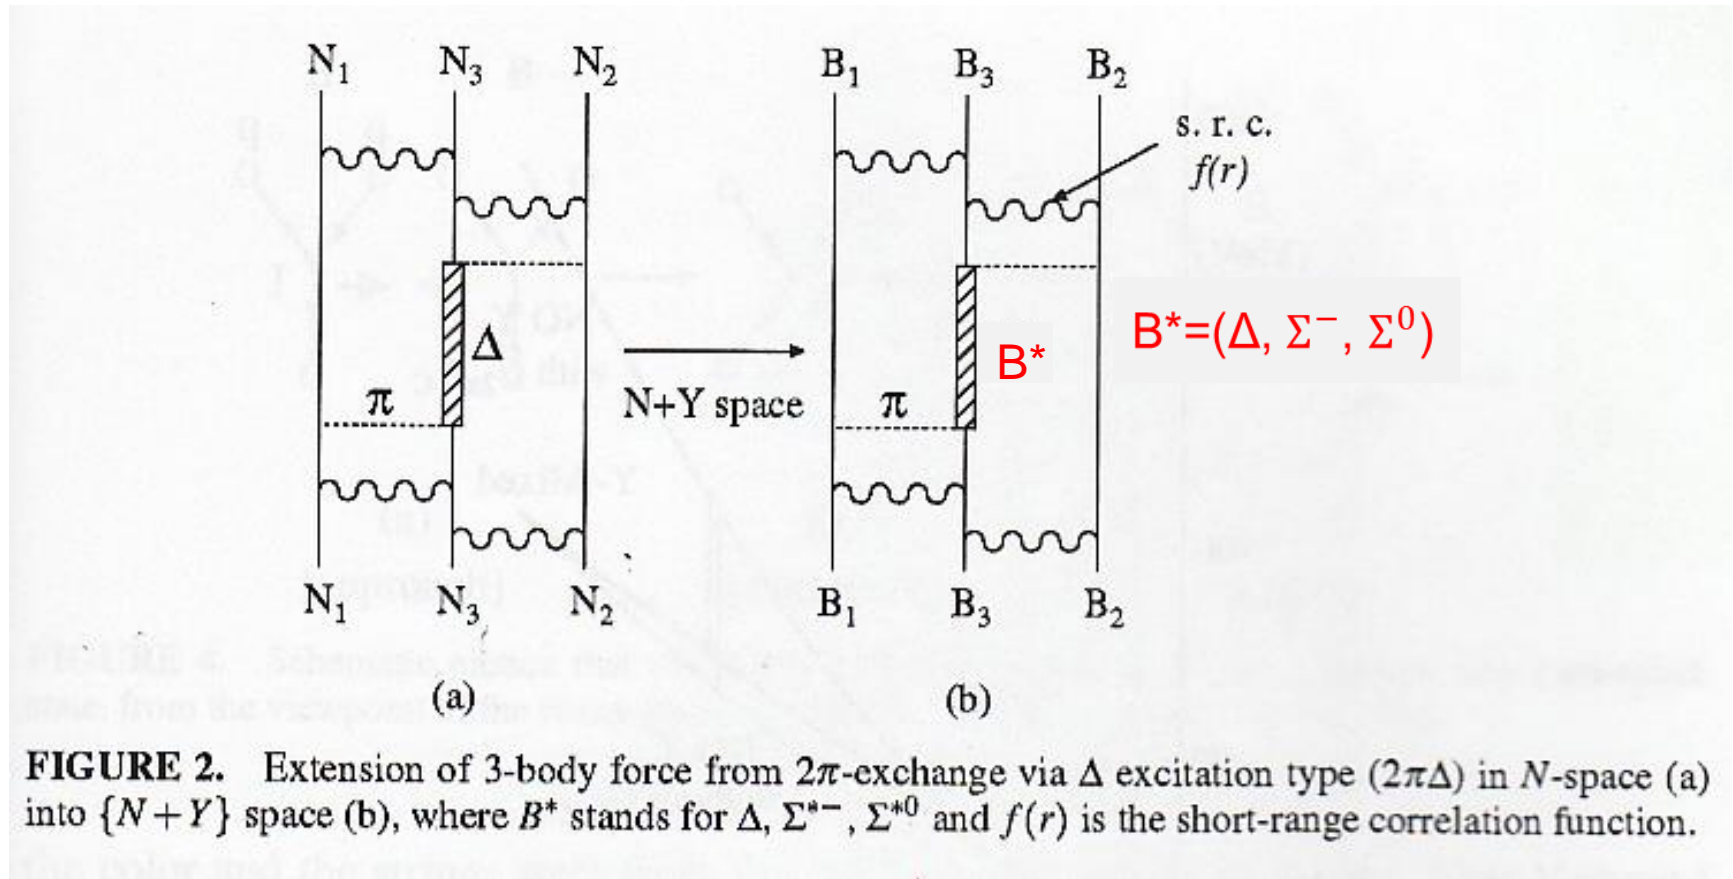 N₁ N₃ N₂ B₁ B₃ B₂
s. r. c.
f(r)
Δ
B*
B*=(Δ, Σ⁻, Σ⁰)
π
N+Y space
π
N₁ N₃ N₂ B₁ B₃ B₂
(a) (b)
FIGURE 2. Extension of 3-body force from 2π-exchange via Δ excitation type (2πΔ) in N-space (a)
into {N+Y} space (b), where B* stands for Δ, Σ*⁻, Σ*⁰ and f(r) is the short-range correlation function.